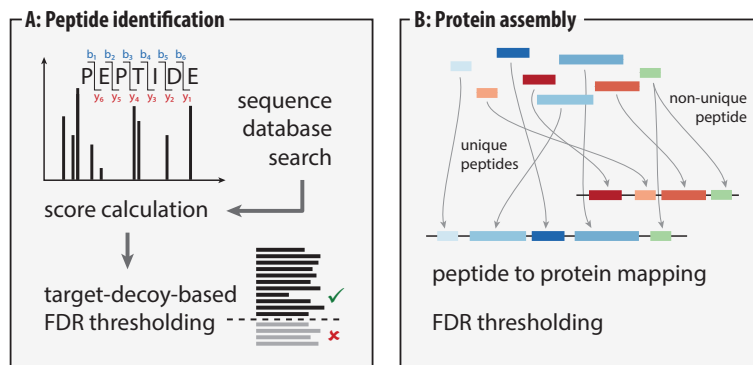 A: Peptide identification
b1 b2 b3 b4 b5 b6
PEPTIDE
y6 y5 y4 y3 y2 y1
sequence
database
search
score calculation
target-decoy-based
FDR thresholding
B: Protein assembly
non-unique
peptide
unique
peptides
peptide to protein mapping
FDR thresholding